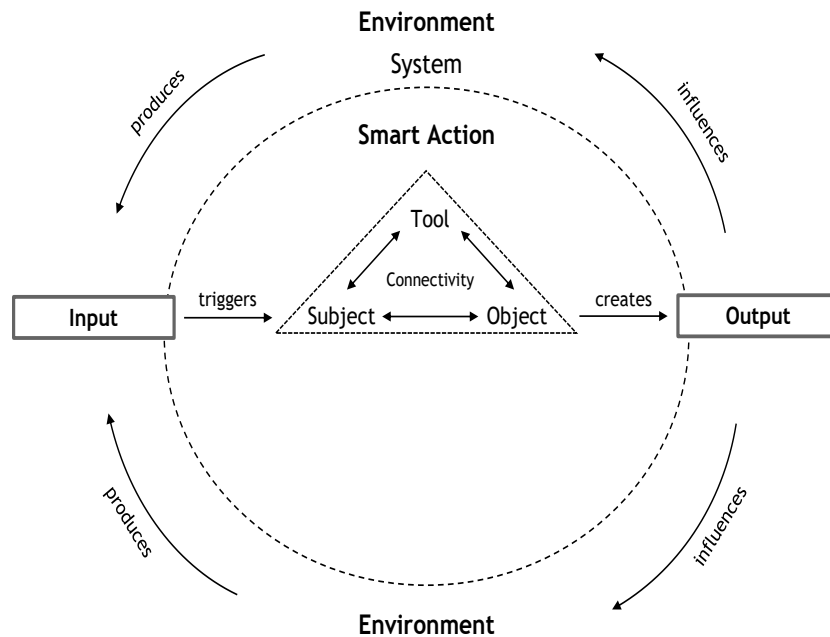 Environment
System
produces
influences
Smart Action
Tool
Connectivity
triggers
creates
Input
Subject
Object
Output
produces
influences
Environment